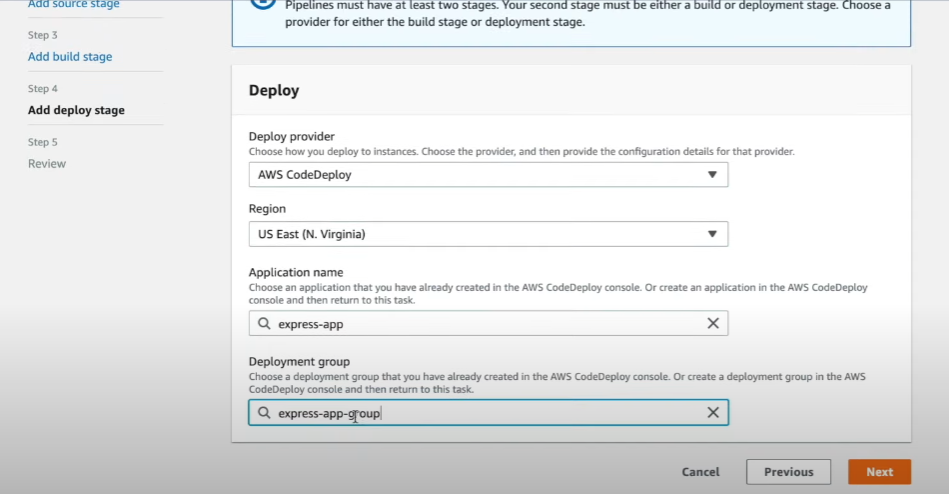 Add source stage
Step 3
Add build stage
Step 4
Add deploy stage
Step 5
Review
Pipelines must have at least two stages. Your second stage must be either a build or deployment stage. Choose a
provider for either the build stage or deployment stage.
Deploy
Deploy provider
Choose how you deploy to instances. Choose the provider, and then provide the configuration details for that provider.
AWS CodeDeploy
Region
US East (N. Virginia)
Application name
Choose an application that you have already created in the AWS CodeDeploy console. Or create an application in the AWS CodeDeploy
console and then return to this task.
express-app
Deployment group
Choose a deployment group that you have already created in the AWS CodeDeploy console. Or create a deployment group in the AWS
CodeDeploy console and then return to this task.
express-app-group
Cancel
Previous
Next